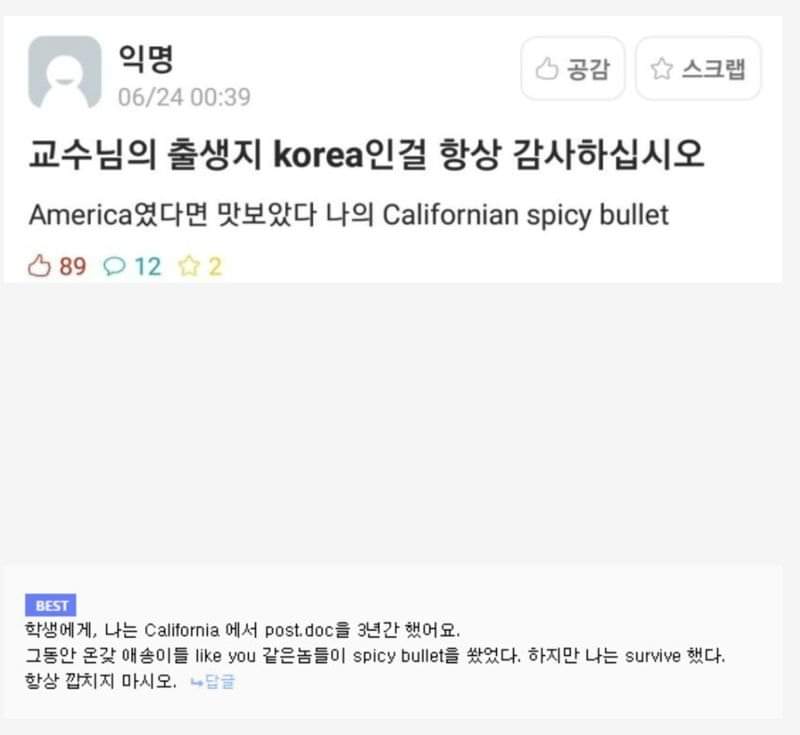 익명
06/24 00:39
공감
스크랩
교수님의 출생지 korea인걸 항상 감사하십시오
America였다면 맛보았다 나의 Californian spicy bullet
89 12 2
BEST
학생에게, 나는 California 에서 post.doc을 3년간 했어요.
그동안 온갖 애송이들 like you 같은놈들이 spicy bullet을 쐈었다. 하지만 나는 survive 했다.
항상 깝치지 마시오. ↪답글